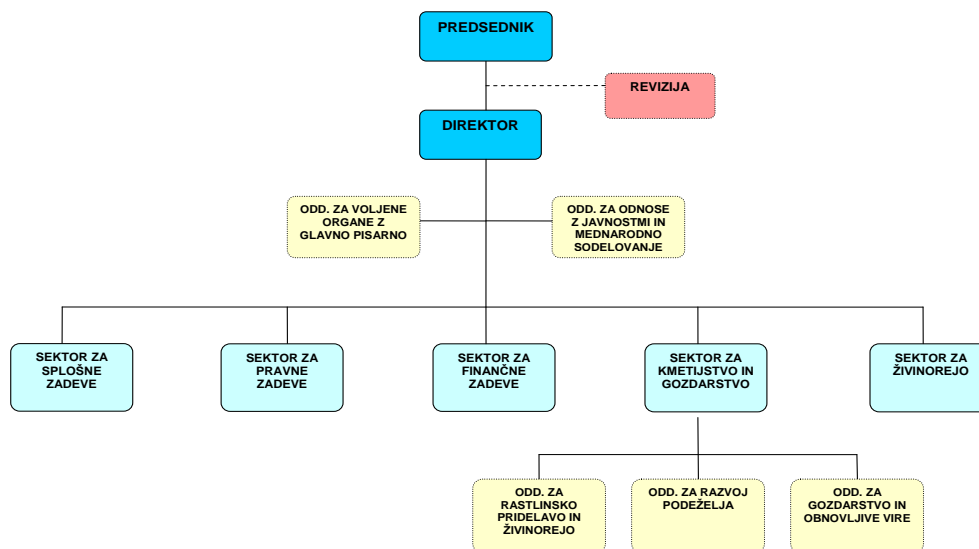 PREDSEDNIK
REVIZIJA
DIREKTOR
ODD. ZA VOLJENE
ORGANE Z
GLAVNO PISARNO
ODD. ZA ODNOSE
Z JAVNOSTMI IN
MEDNARODNO
SODELOVANJE
SEKTOR ZA
SPLOŠNE
ZADEVE
SEKTOR ZA
PRAVNE
ZADEVE
SEKTOR ZA
FINANČNE
ZADEVE
SEKTOR ZA
KMETIJSTVO IN
GOZDARSTVO
SEKTOR ZA
ŽIVINOREJO
ODD. ZA
RASTLINSKO
PRIDELAVO IN
ŽIVINOREJO
ODD. ZA RAZVOJ
PODEŽELJA
ODD. ZA
GOZDARSTVO IN
OBNOVLJIVE VIRE